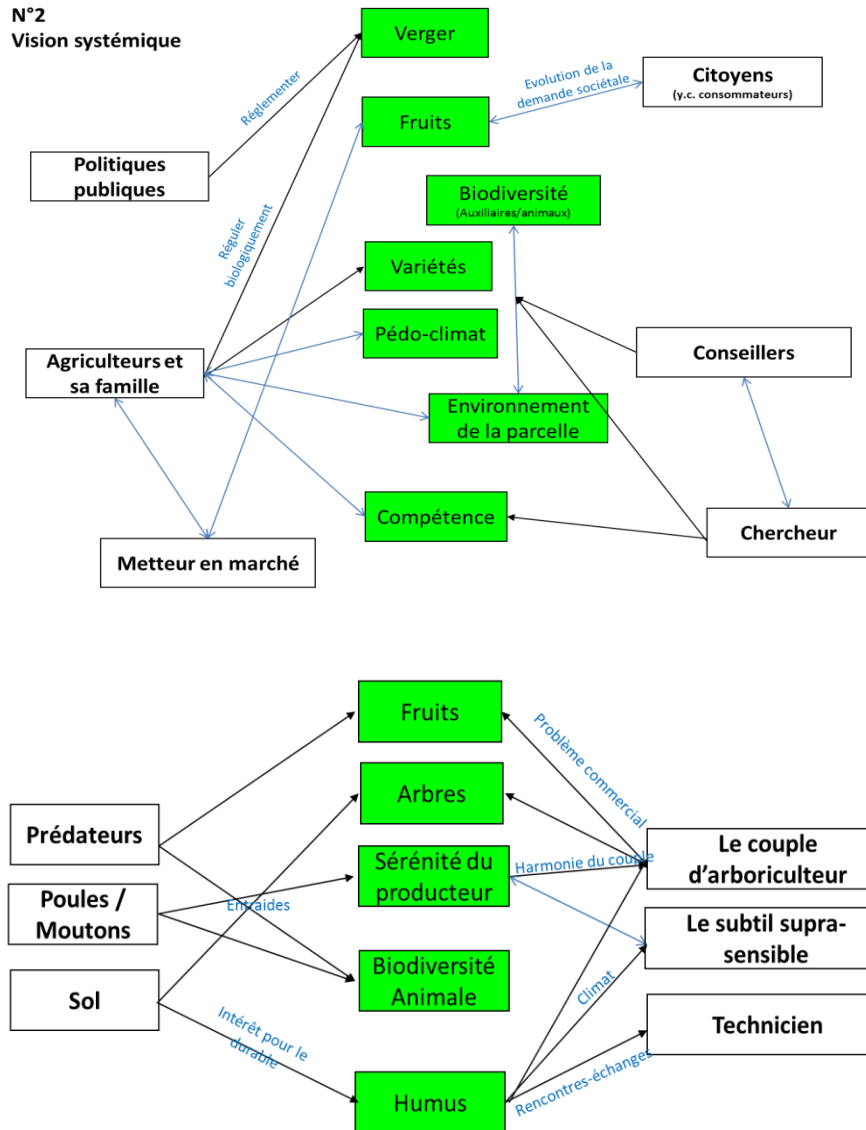 N°2
Vision systémique
Verger
Evolution de la
demande sociétale
Citoyens
(y.c. consommateurs)
Réglementer
Fruits
Politiques
publiques
Biodiversité
(Auxiliaires/animaux)
Réguler
biologiquement
Variétés
Pédo-climat
Conseillers
Agriculteurs et
sa famille
Environnement
de la parcelle
Compétence
Chercheur
Metteur en marché
Fruits
Problème commercial
Arbres
Prédateurs
Le couple
d’arboriculteur
Sérénité du
producteur
Harmonie du couple
Poules /
Moutons
Entraides
Le subtil supra-
sensible
Biodiversité
Animale
Sol
Climat
Technicien
Intérêt pour le
durable
Humus
Rencontres-échanges